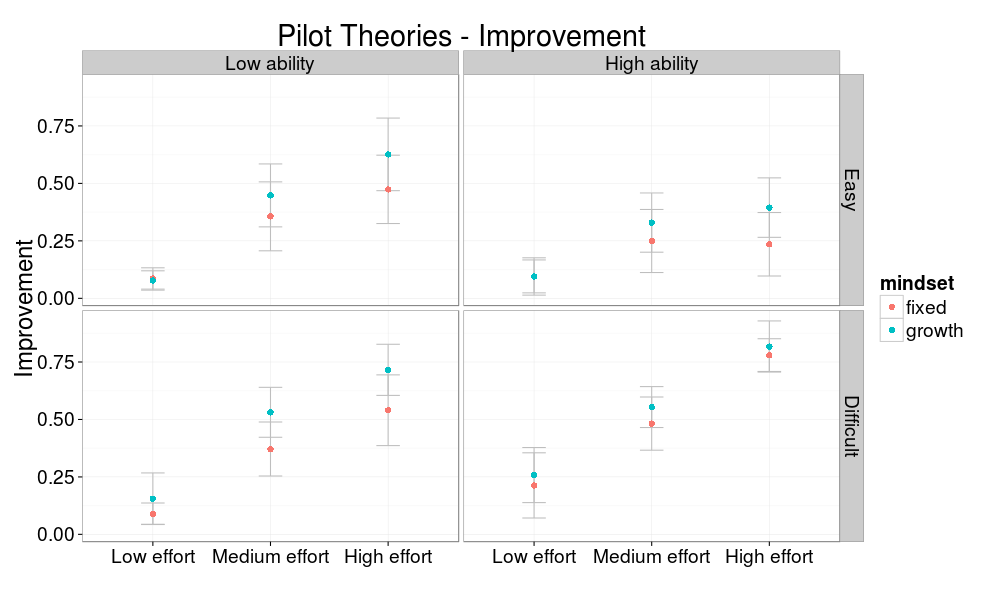 Pilot Theories - Improvement
Low ability
High ability
0.75
0.50
0.25
0.00
Easy
0.75
0.50
0.25
0.00
Difficult
Improvement
Low effort
Medium effort
High effort
Low effort
Medium effort
High effort
mindset
fixed
growth